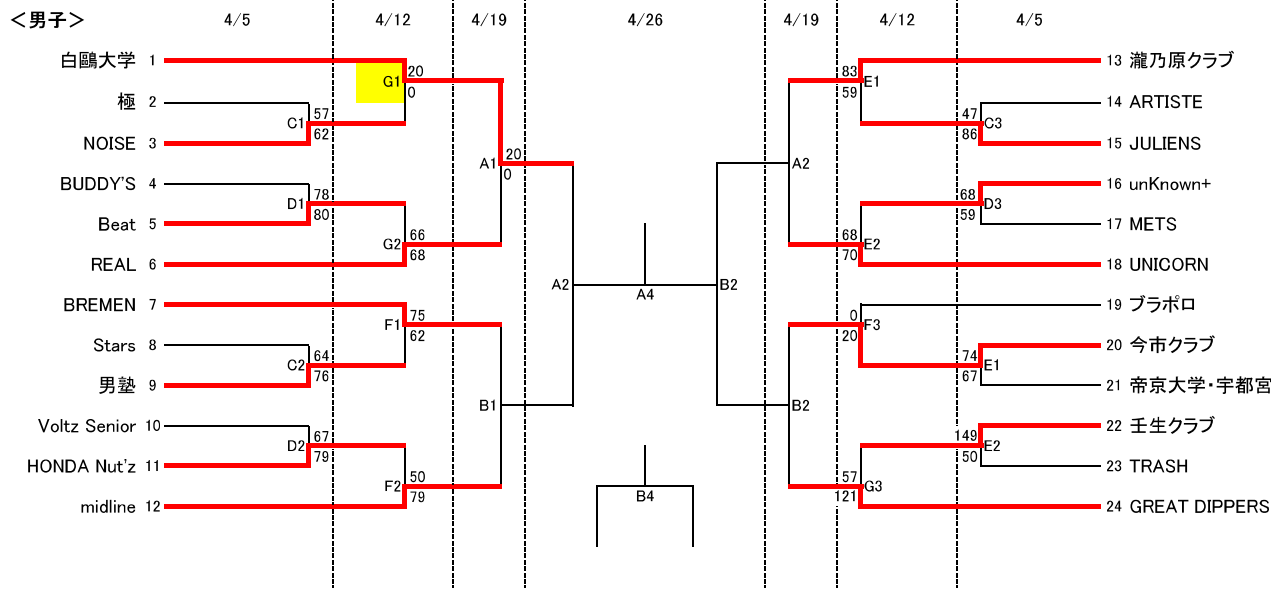 ＜男子＞ 4/5 4/12 4/19 4/26 4/19 4/12 4/5
白鷗大学 1
極 2
NOISE 3
BUDDY'S 4
Beat 5
REAL 6
BREMEN 7
Stars 8
男塾 9
Voltz Senior 10
HONDA Nut'z 11
midline 12
C1 57 62
D1 78 80
C2 64 76
D2 67 79
G1 20 0
G2 66 68
F1 75 62
F2 50 79
A1 20 0
B1
A2
A4
B4
B2
A2
B2
83 59 E1
68 70 E2
0 20 F3
57 121 G3
47 86 C3
68 59 D3
74 67 E1
149 50 E2
13 瀧乃原クラブ
14 ARTISTE
15 JULIENS
16 unKnown+
17 METS
18 UNICORN
19 ブラポロ
20 今市クラブ
21 帝京大学・宇都宮
22 壬生クラブ
23 TRASH
24 GREAT DIPPERS